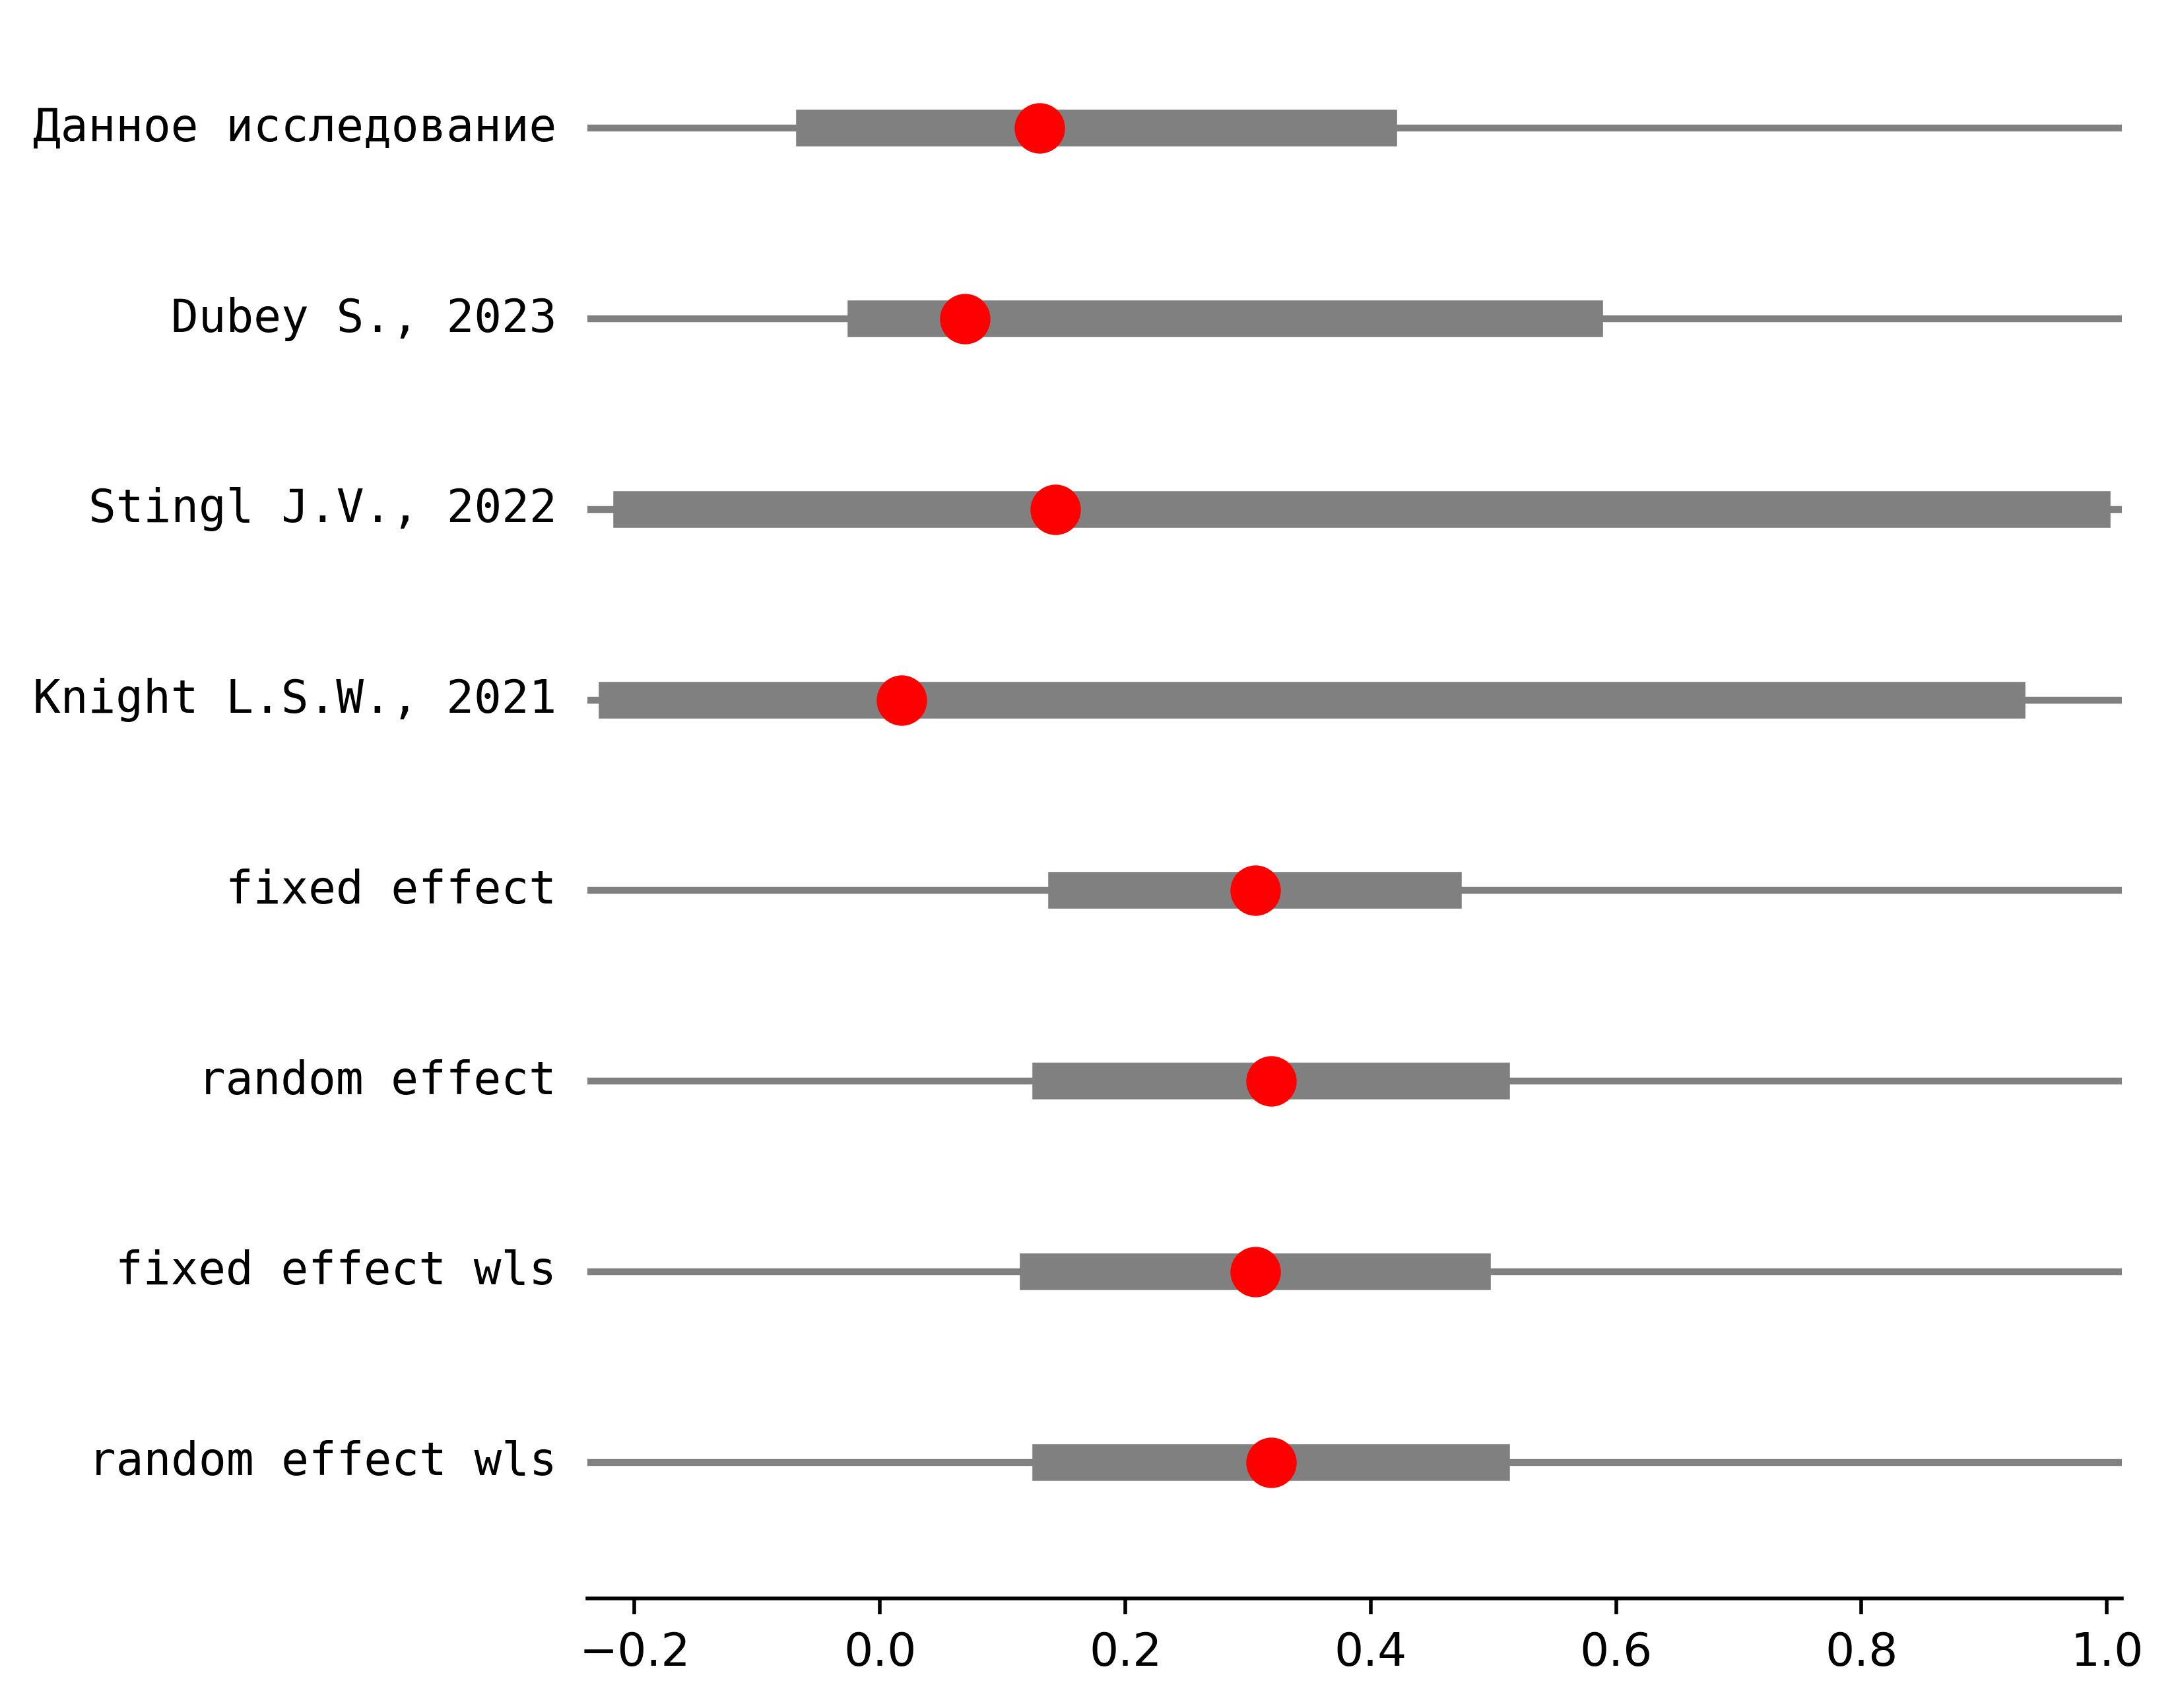 Данное исследование
Dubey S., 2023
Stingl J.V., 2022
Knight L.S.W., 2021
fixed effect
random effect
fixed effect wls
random effect wls
−0.2 0.0 0.2 0.4 0.6 0.8 1.0